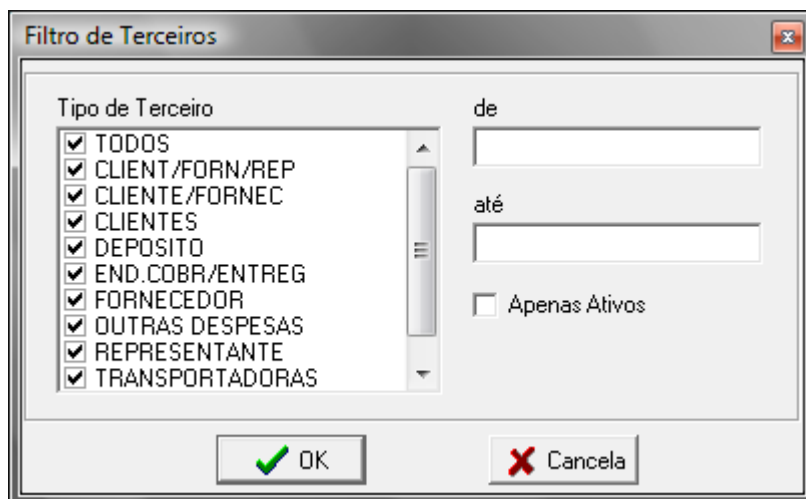 Filtro de Terceiros
Tipo de Terceiro
TODOS
CLIENT/FORN/REP
CLIENTE/FORNEC
CLIENTES
DEPOSITO
END.COBR/ENTREG
FORNECEDOR
OUTRAS DESPESAS
REPRESENTANTE
TRANSPORTADORAS
de
até
Apenas Ativos
OK
Cancela